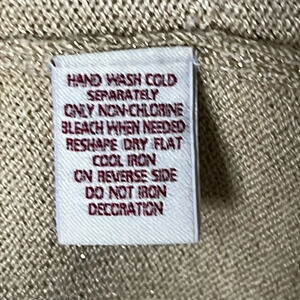 HAND WASH COLD
SEPARATELY
ONLY NON-CHLORINE
BLEACH WHEN NEEDED
RESHAPE DRY FLAT
COOL IRON
ON REVERSE SIDE
DO NOT IRON
DECORATION